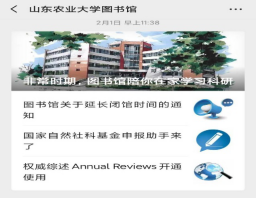 山东农业大学图书馆
2月1日 早上11:38
非常时期，图书馆陪你在家学习科研
图书馆关于延长闭馆时间的通
知
国家自然社科基金申报助手来
了
权威综述 Annual Reviews 开通
使用